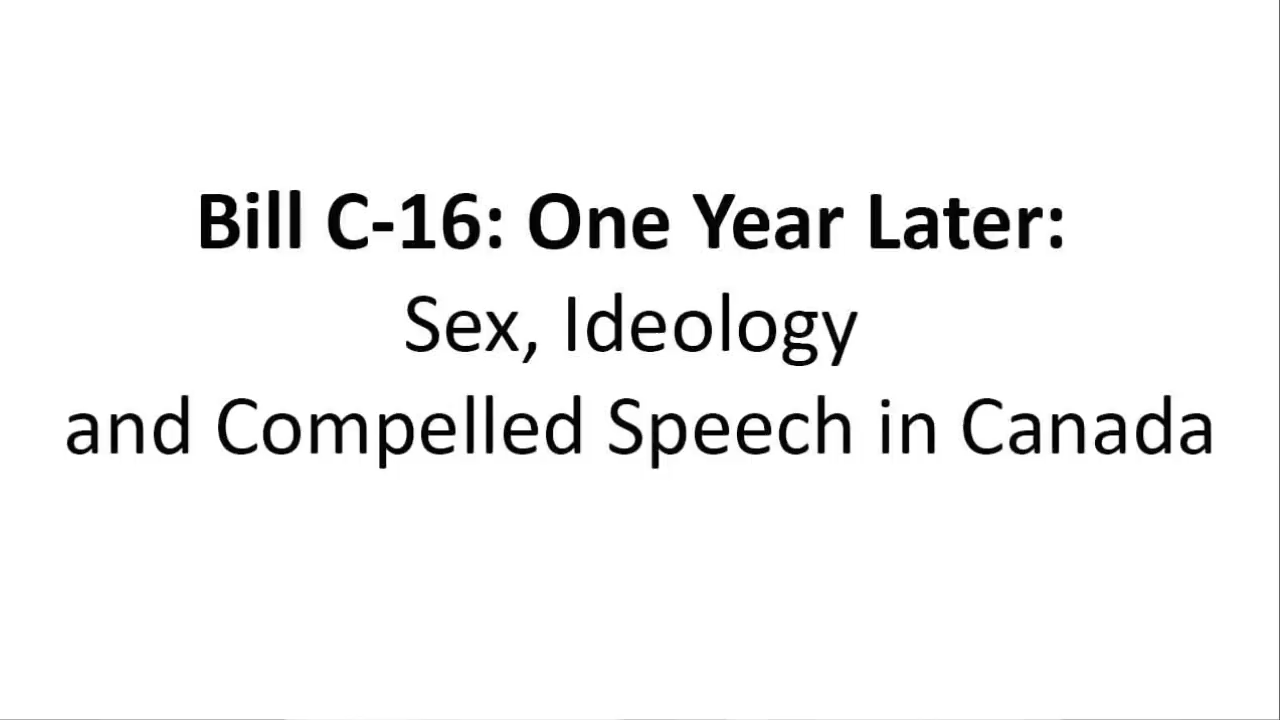 Bill C-16: One Year Later:
Sex, Ideology
and Compelled Speech in Canada